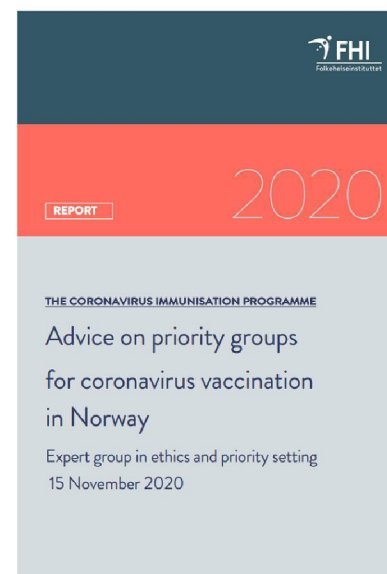 FHI
Folkehelseinstituttet
2020
REPORT
THE CORONAVIRUS IMMUNISATION PROGRAMME
Advice on priority groups
for coronavirus vaccination
in Norway
Expert group in ethics and priority setting
15 November 2020